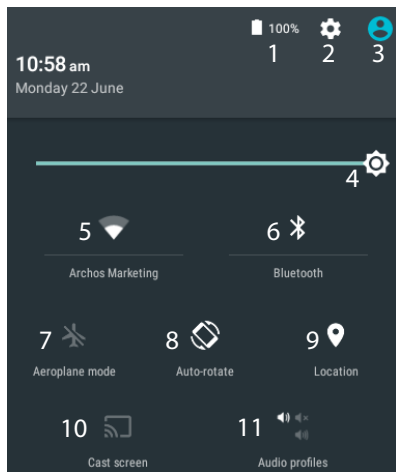 100%
1 2 3
10:58 am
Monday 22 June
4
5 6
Archos Marketing Bluetooth
7 8 9
Aeroplane mode Auto-rotate Location
10 11
Cast screen Audio profiles